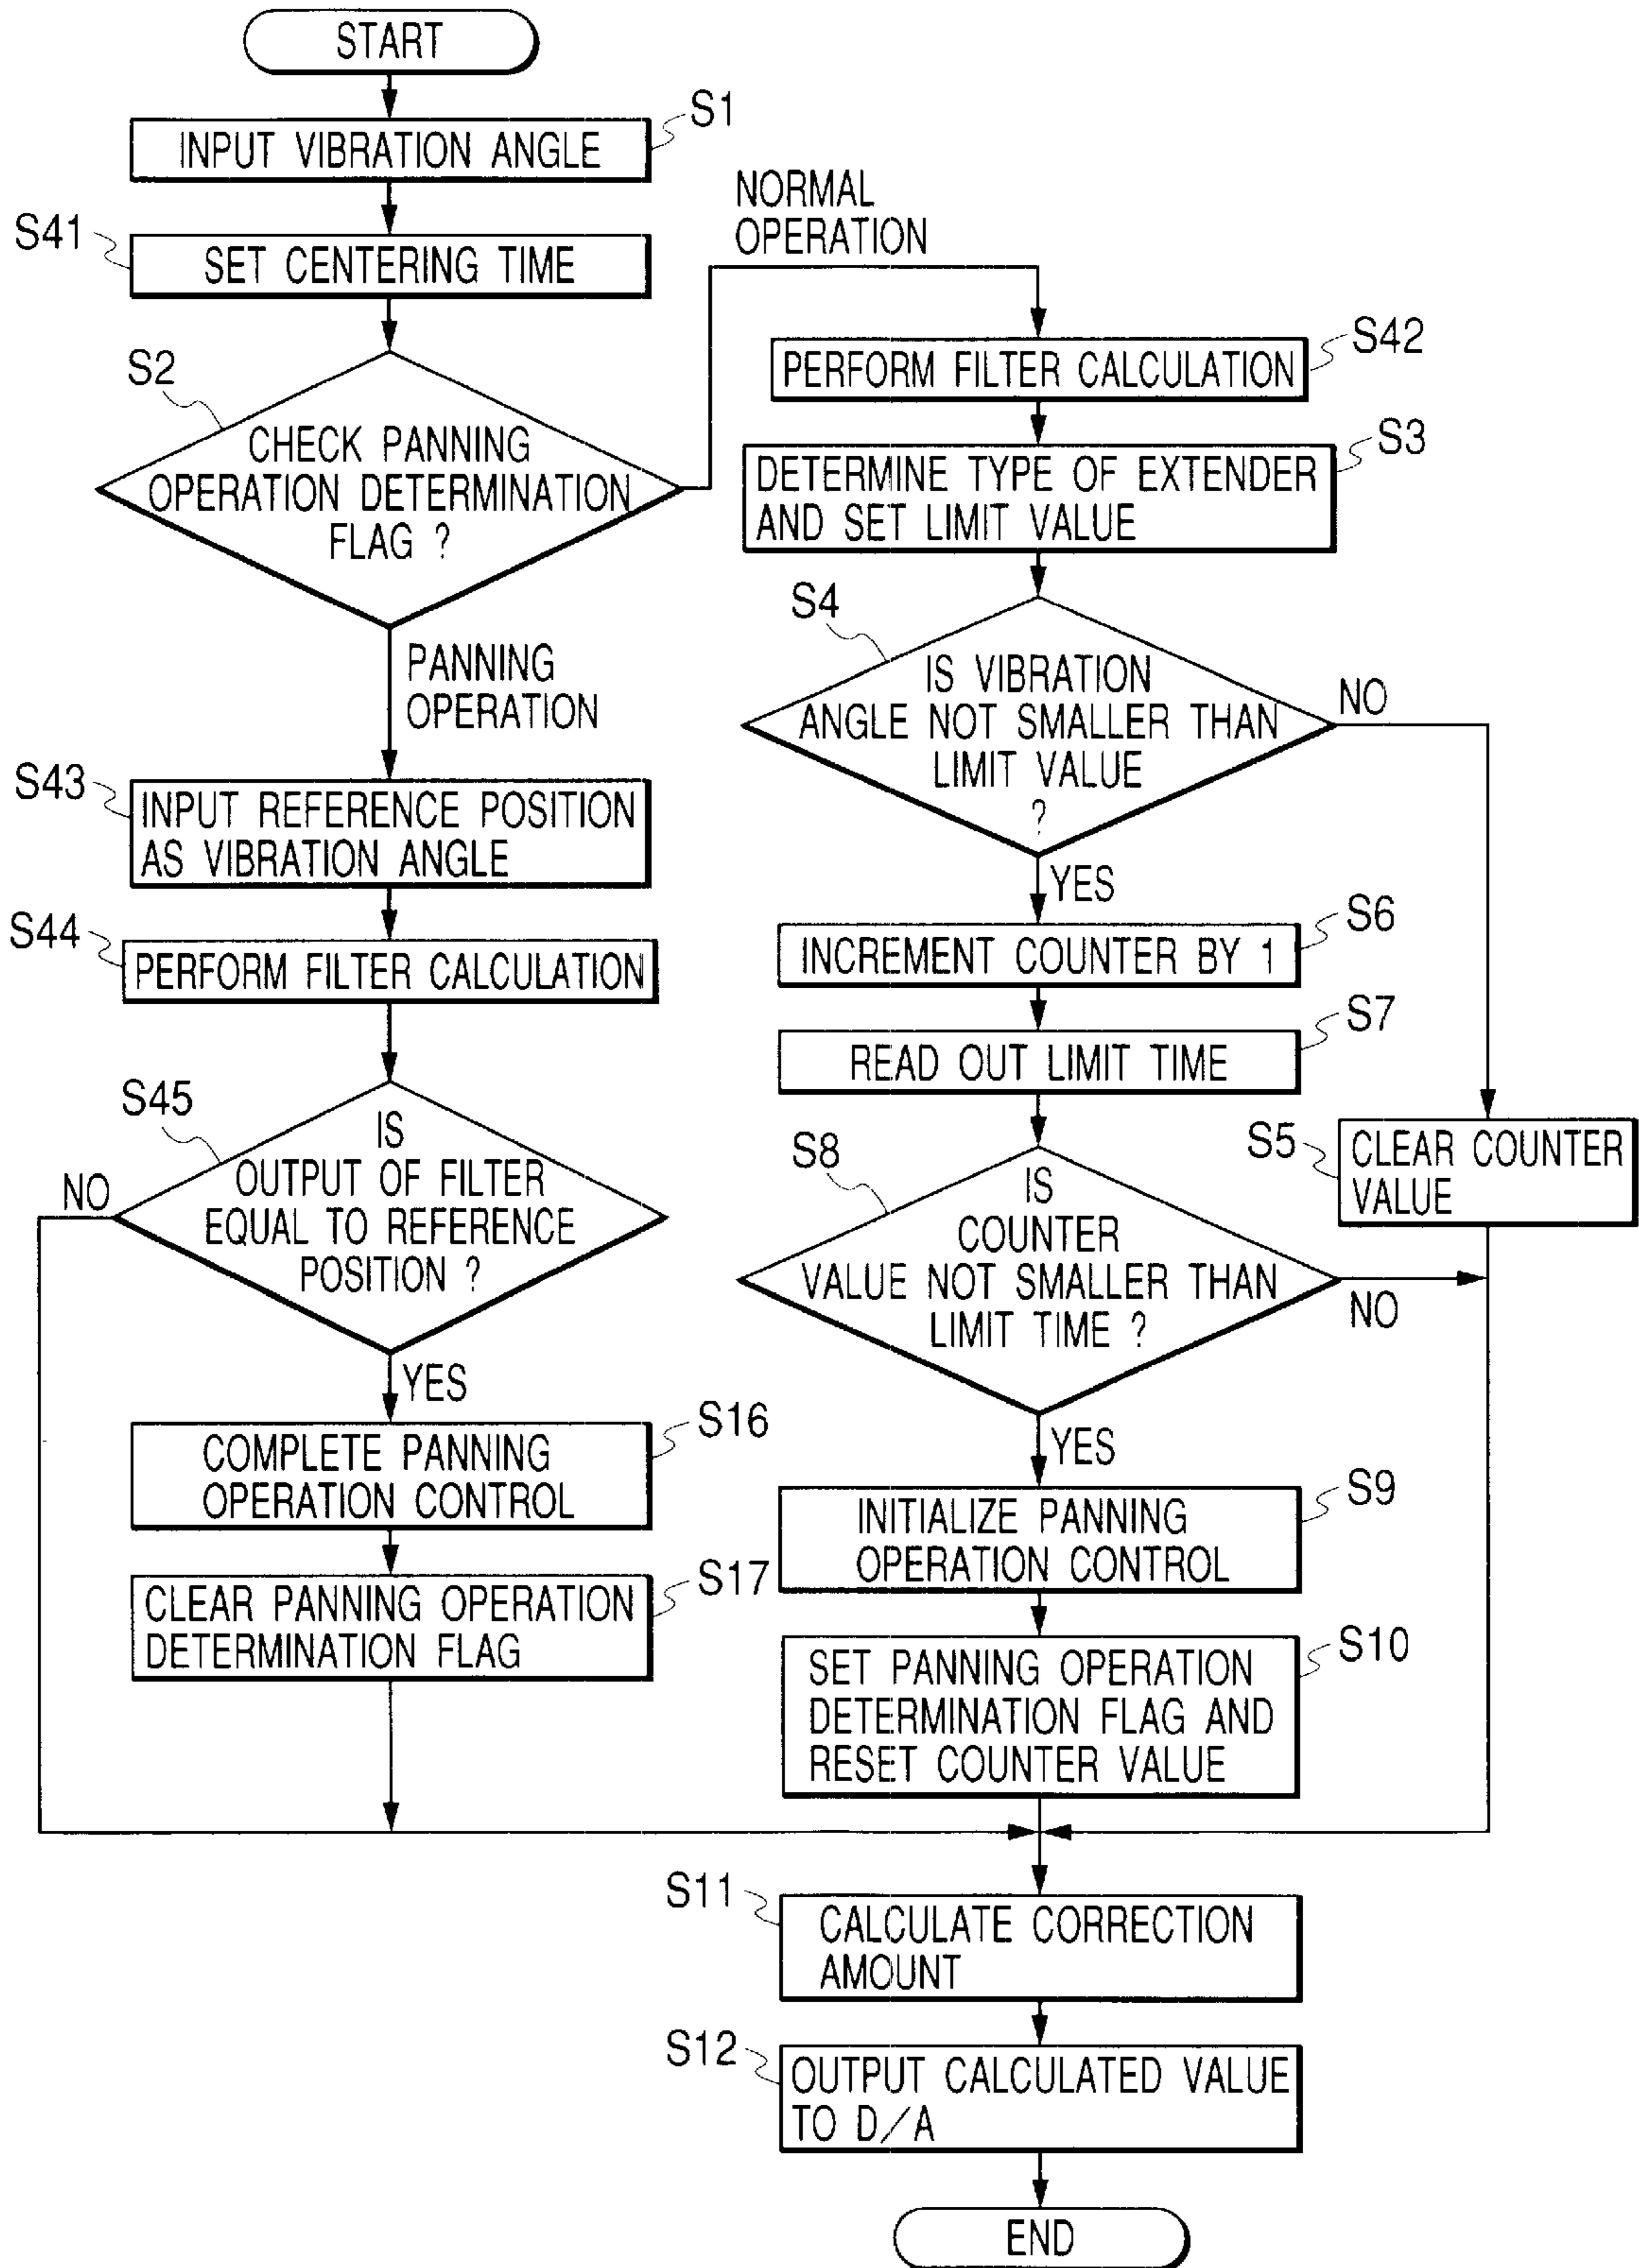 START
S1
INPUT VIBRATION ANGLE
S41
SET CENTERING TIME
S2
CHECK PANNING
OPERATION DETERMINATION
FLAG ?
NORMAL
OPERATION
PANNING
OPERATION
S43
INPUT REFERENCE POSITION
AS VIBRATION ANGLE
S44
PERFORM FILTER CALCULATION
S45
IS
OUTPUT OF FILTER
EQUAL TO REFERENCE
POSITION ?
NO
YES
S16
COMPLETE PANNING
OPERATION CONTROL
S17
CLEAR PANNING OPERATION
DETERMINATION FLAG
S42
PERFORM FILTER CALCULATION
S3
DETERMINE TYPE OF EXTENDER
AND SET LIMIT VALUE
S4
IS VIBRATION
ANGLE NOT SMALLER THAN
LIMIT VALUE
?
NO
YES
S6
INCREMENT COUNTER BY 1
S7
READ OUT LIMIT TIME
S5
CLEAR COUNTER
VALUE
S8
IS
COUNTER
VALUE NOT SMALLER THAN
LIMIT TIME ?
NO
YES
S9
INITIALIZE PANNING
OPERATION CONTROL
S10
SET PANNING OPERATION
DETERMINATION FLAG AND
RESET COUNTER VALUE
S11
CALCULATE CORRECTION
AMOUNT
S12
OUTPUT CALCULATED VALUE
TO D/A
END